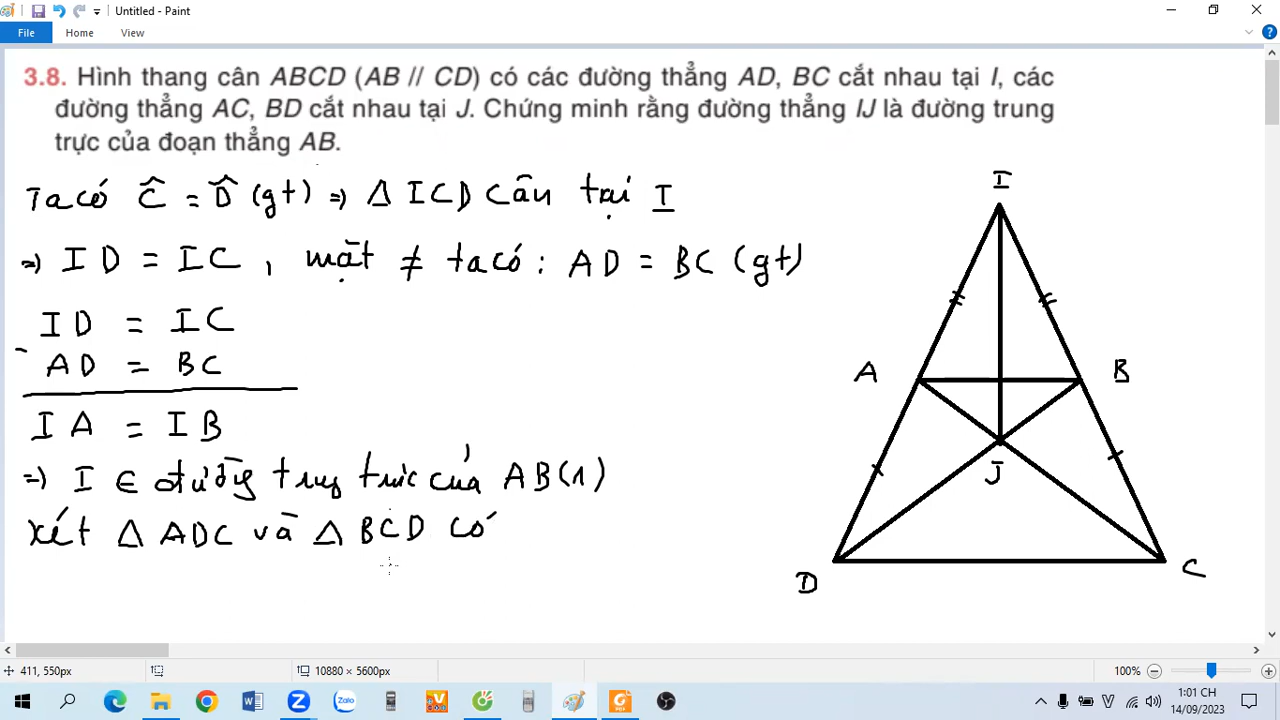 Untitled - Paint
File Home View
3.8. Hình thang cân ABCD (AB // CD) có các đường thẳng AD, BC cắt nhau tại I, các
đường thẳng AC, BD cắt nhau tại J. Chứng minh rằng đường thẳng IJ là đường trung
trực của đoạn thẳng AB.
Ta có Ĉ = D̂ (gt) => Δ ICD cân tại I
=> ID = IC, mặt ≠ ta có: AD = BC (gt)
ID = IC
- AD = BC
IA = IB
=> I ∈ đường trung trực của AB (1)
xét Δ ADC và Δ BCD có
I
A
B
J
D
C
411, 550px
10880 × 5600px
100%
Zalo
1:01 CH
14/09/2023